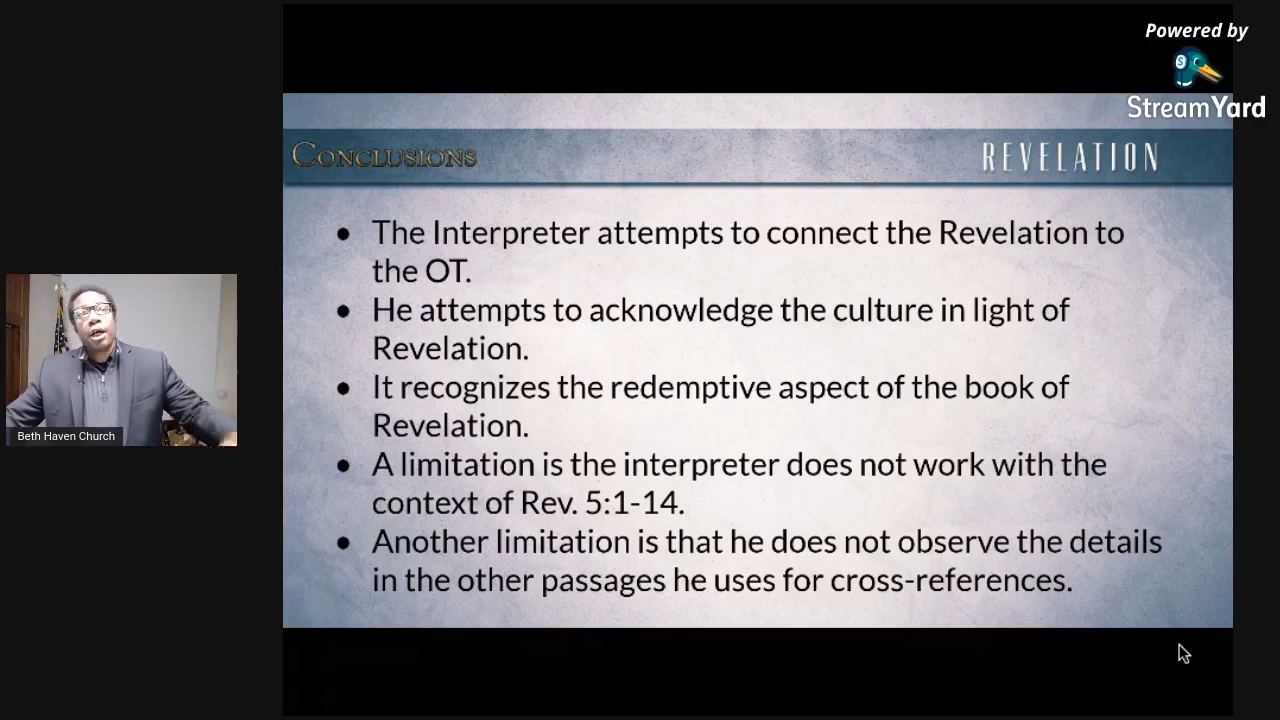 Powered by
StreamYard
CONCLUSIONS
REVELATION
• The Interpreter attempts to connect the Revelation to
the OT.
• He attempts to acknowledge the culture in light of
Revelation.
• It recognizes the redemptive aspect of the book of
Revelation.
• A limitation is the interpreter does not work with the
context of Rev. 5:1-14.
• Another limitation is that he does not observe the details
in the other passages he uses for cross-references.
Beth Haven Church